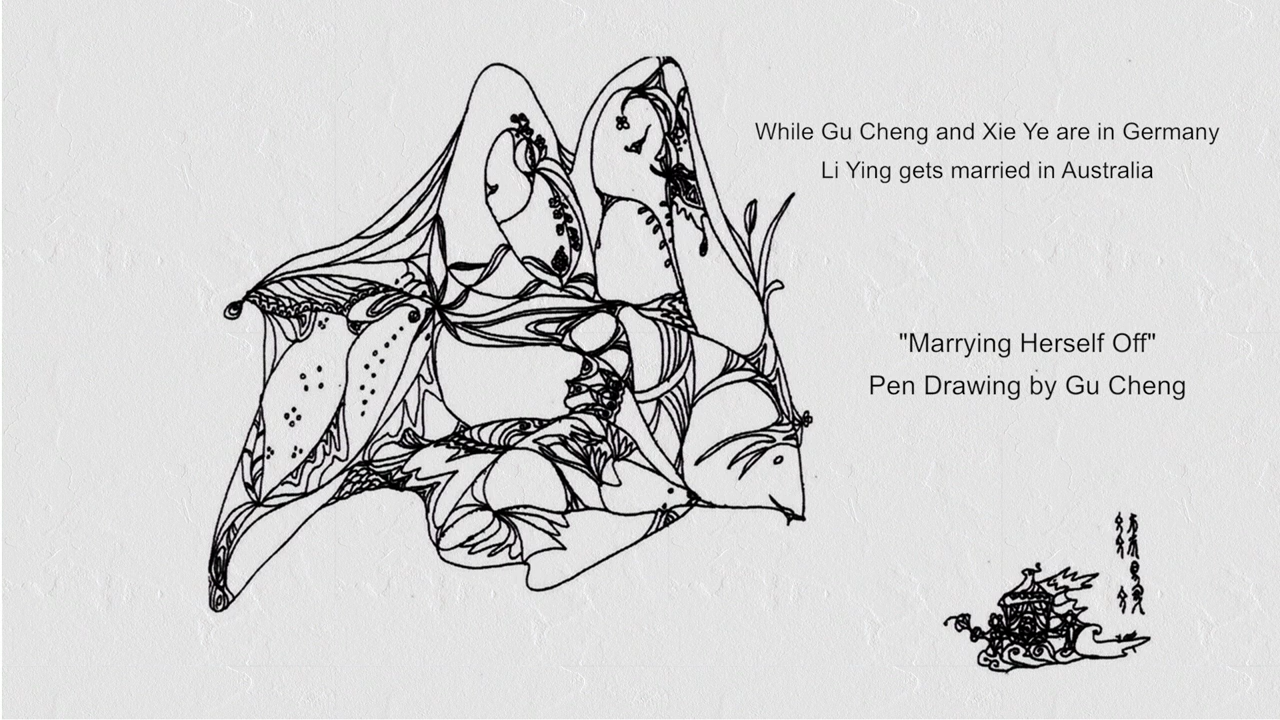 While Gu Cheng and Xie Ye are in Germany
Li Ying gets married in Australia
"Marrying Herself Off"
Pen Drawing by Gu Cheng